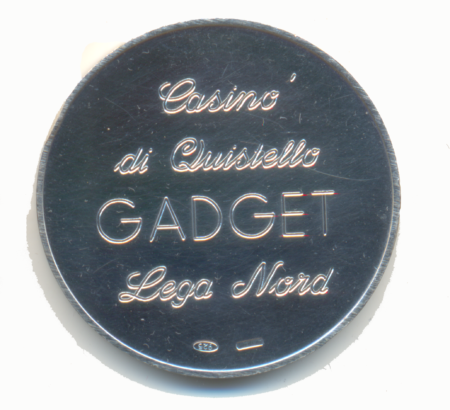 Casino'
di Quistello
GADGET
Lega Nord